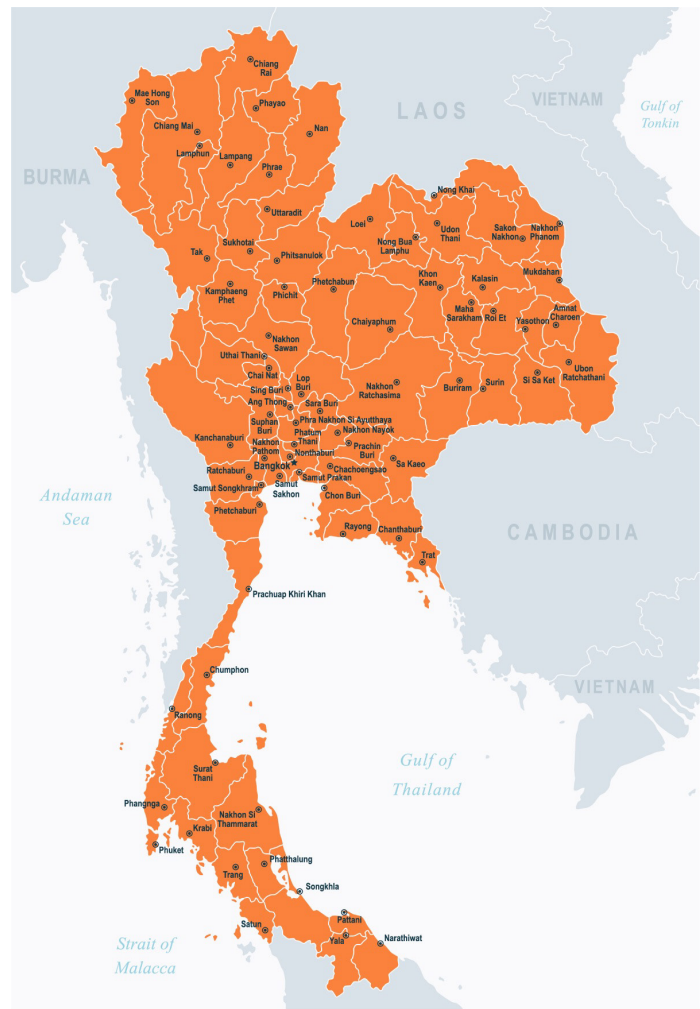 Chiang
Rai
Mae Hong
Son
Phayao
LAOS
VIETNAM
Gulf of
Tonkin
Chiang Mai
Nan
Lamphun
Lampang
Phrae
BURMA
Nong Khai
Uttaradit
Loei
Udon
Thani
Sakon
Nakhon
Nakhon
Phanom
Nong Bua
Lamphu
Sukhotai
Tak
Phitsanulok
Khon
Kaen
Kalasin
Mukdahan
Phetchabun
Kamphaeng
Phet
Phichit
Maha
Sarakham
Roi Et
Amnat
Charoen
Yasothon
Chaiyaphum
Nakhon
Sawan
Uthai Thani
Chai Nat
Ubon
Ratchathani
Si Sa Ket
Lop
Buri
Sing Buri
Nakhon
Ratchasima
Buriram
Surin
Ang Thong
Sara Buri
Suphan
Buri
Phra Nakhon Si Ayutthaya
Phatum
Thani
Nakhon Nayok
Kanchanaburi
Nakhon
Pathom
Nonthaburi
Prachin
Buri
Bangkok
Sa Kaeo
Ratchaburi
Samut Prakan
Chachoengsao
Samut Songkhram
Samut
Sakhon
Chon Buri
Andaman
Sea
Phetchaburi
Rayong
Chanthaburi
CAMBODIA
Trat
Prachuap Khiri Khan
Chumphon
VIETNAM
Ranong
Gulf of
Thailand
Surat
Thani
Phangnga
Nakhon Si
Thammarat
Krabi
Phuket
Phatthalung
Trang
Songkhla
Pattani
Satun
Yala
Narathiwat
Strait of
Malacca